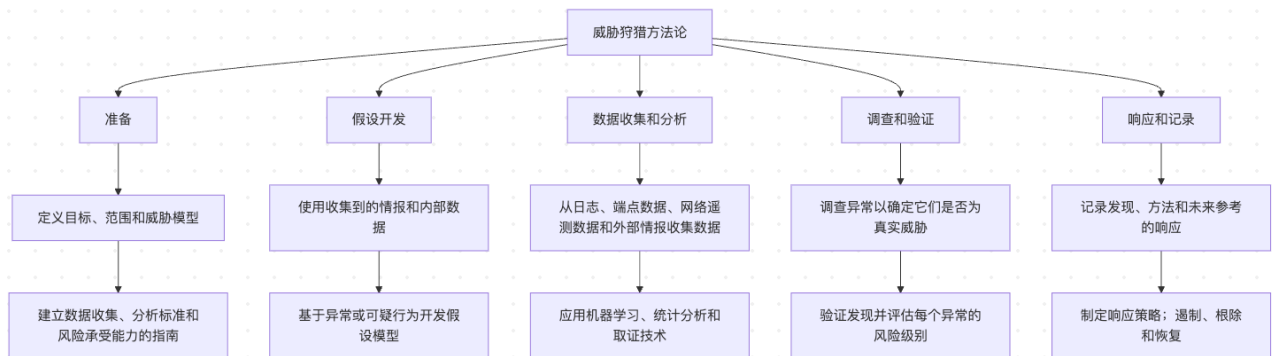 威胁狩猎方法论
准备
假设开发
数据收集和分析
调查和验证
响应和记录
定义目标、范围和威胁模型
使用收集到的情报和内部数
据
从日志、端点数据、网络遥
测数据和外部情报收集数据
调查异常以确定它们是否为
真实威胁
记录发现、方法和未来参考
的响应
建立数据收集、分析标准和
风险承受能力的指南
基于异常或可疑行为开发假
设模型
应用机器学习、统计分析和
取证技术
验证发现并评估每个异常的
风险级别
制定响应策略；遏制、根除
和恢复